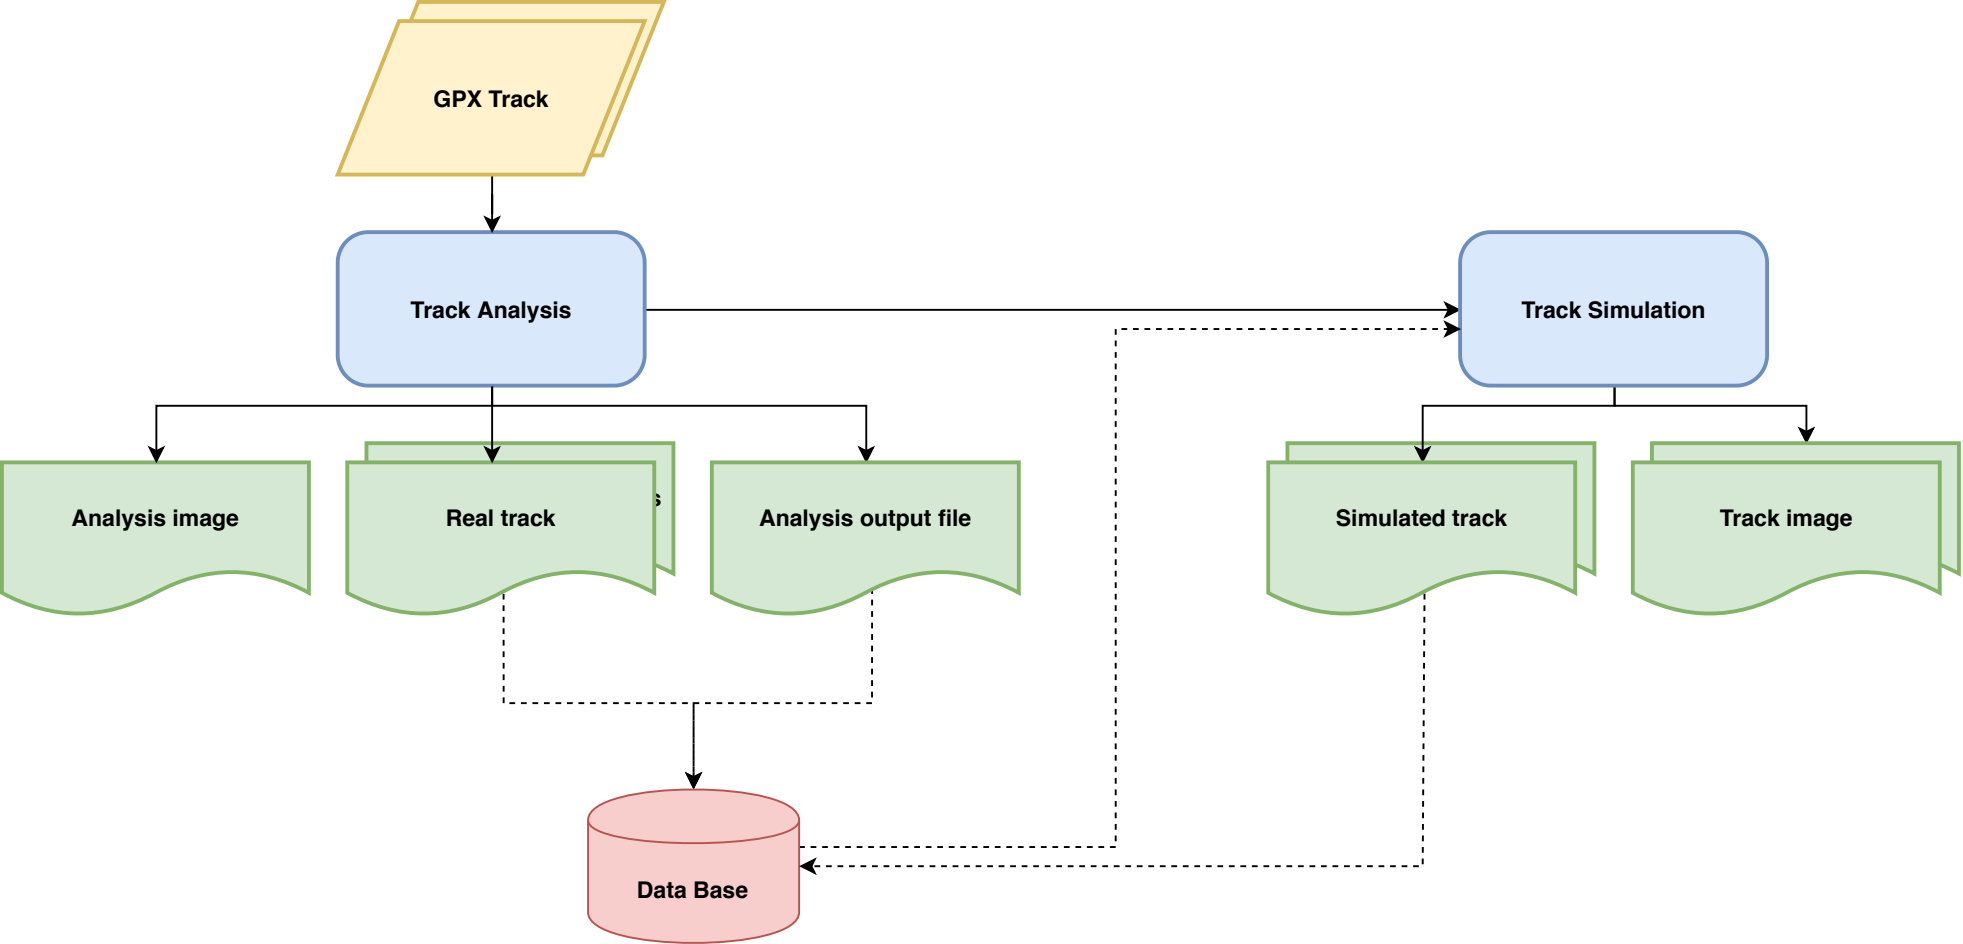 GPX Track
Track Analysis
Track Simulation
Analysis image
Real track
Analysis output file
Simulated track
Track image
Data Base